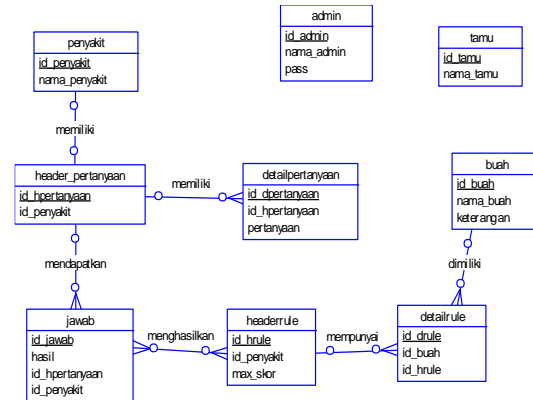 admin
id_admin
nama_admin
pass
tamu
id_tamu
nama_tamu
penyakit
id_penyakit
nama_penyakit
memiliki
header_pertanyaan
id_hpertanyaan
id_penyakit
memiliki
detailpertanyaan
id_dpertanyaan
id_hpertanyaan
pertanyaan
buah
id_buah
nama_buah
keterangan
mendapatkan
dimiliki
jawab
id_jawab
hasil
id_hpertanyaan
id_penyakit
menghasilkan
headerrule
id_hrule
id_penyakit
max_skor
mempunyai
detailrule
id_drule
id_buah
id_hrule